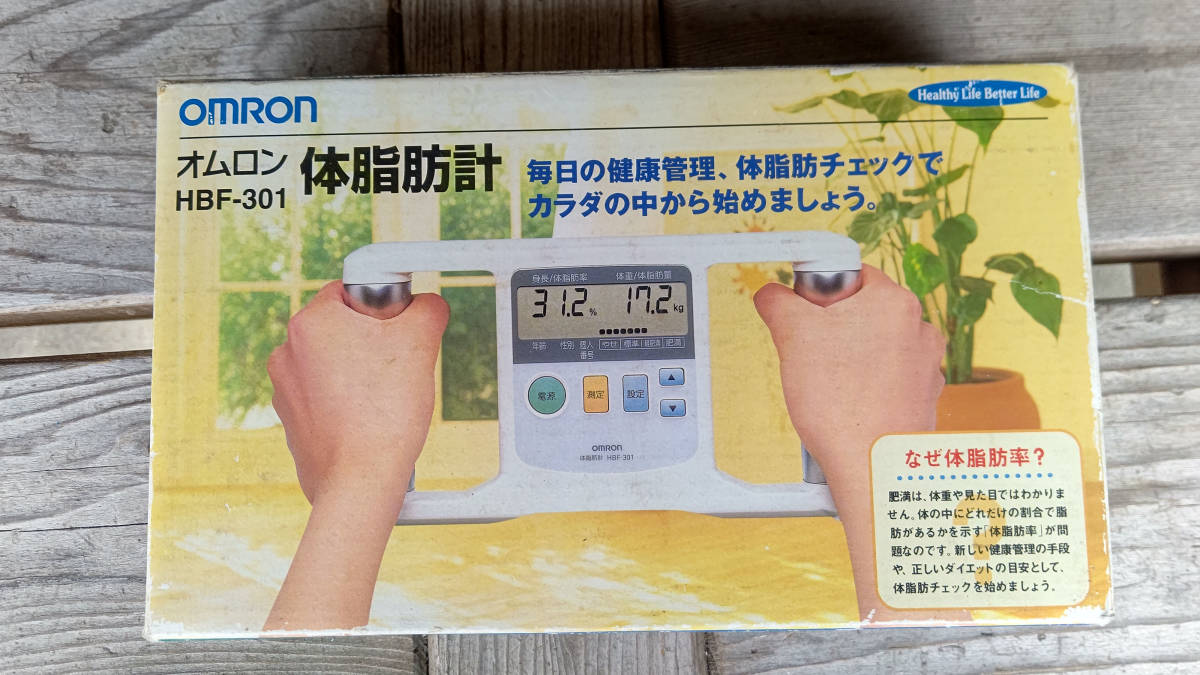 OMRON
Healthy Life Better Life
オムロン
HBF-301
体脂肪計
毎日の健康管理、体脂肪チェックで
カラダの中から始めましょう。
身長/体脂肪率 体重/体脂肪量
31.2% 17.2kg
年齢 性別 個人番号 やせ 標準 軽肥満 肥満
電源 測定 設定 ▲
▼
OMRON
体脂肪計 HBF-301
なぜ体脂肪率?
肥満は、体重や見た目ではわかりま
せん。体の中にどれだけの割合で脂
肪があるかを示す「体脂肪率」が問
題なのです。新しい健康管理の手段
や、正しいダイエットの目安として、
体脂肪チェックを始めましょう。